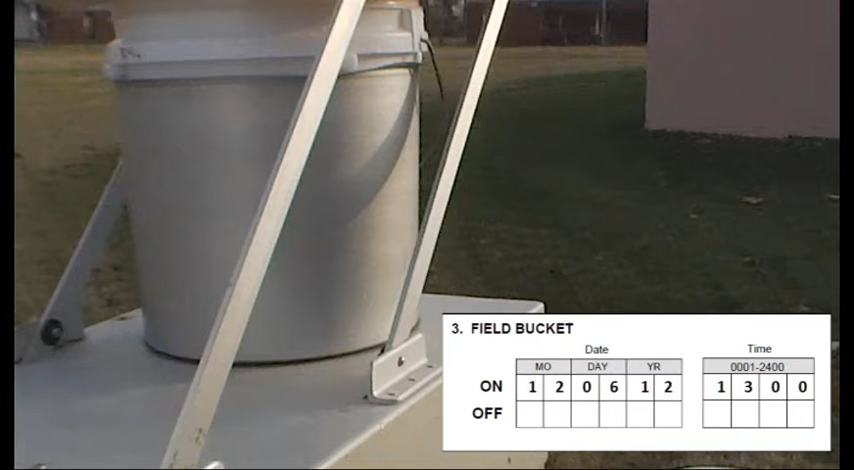 3. FIELD BUCKET
Date Time
MO DAY YR 0001-2400
ON 1 2 0 6 1 2 1 3 0 0
OFF